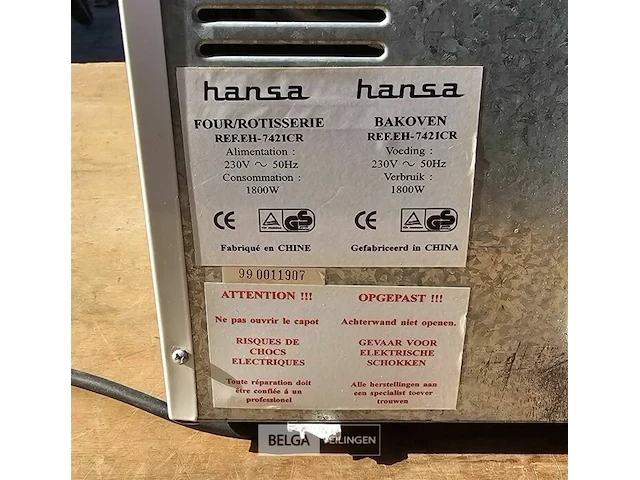 hansa
FOUR/ROTISSERIE
REF.EH-7421CR
Alimentation :
230V ~ 50Hz
Consommation :
1800W
CE
GS
Fabriqué en CHINE
hansa
BAKOVEN
REF.EH-7421CR
Voeding :
230V ~ 50Hz
Verbruik :
1800W
CE
GS
Gefabriceerd in CHINA
99 0011907
ATTENTION !!!
Ne pas ouvrir le capot
RISQUES DE
CHOCS
ELECTRIQUES
Toute réparation doit
être confiée á un
professionel
OPGEPAST !!!
Achterwand niet openen.
GEVAAR VOOR
ELEKTRISCHE
SCHOKKEN
Alle herstellingen aan
een specialist toever
trouwen
BELGA VEILINGEN